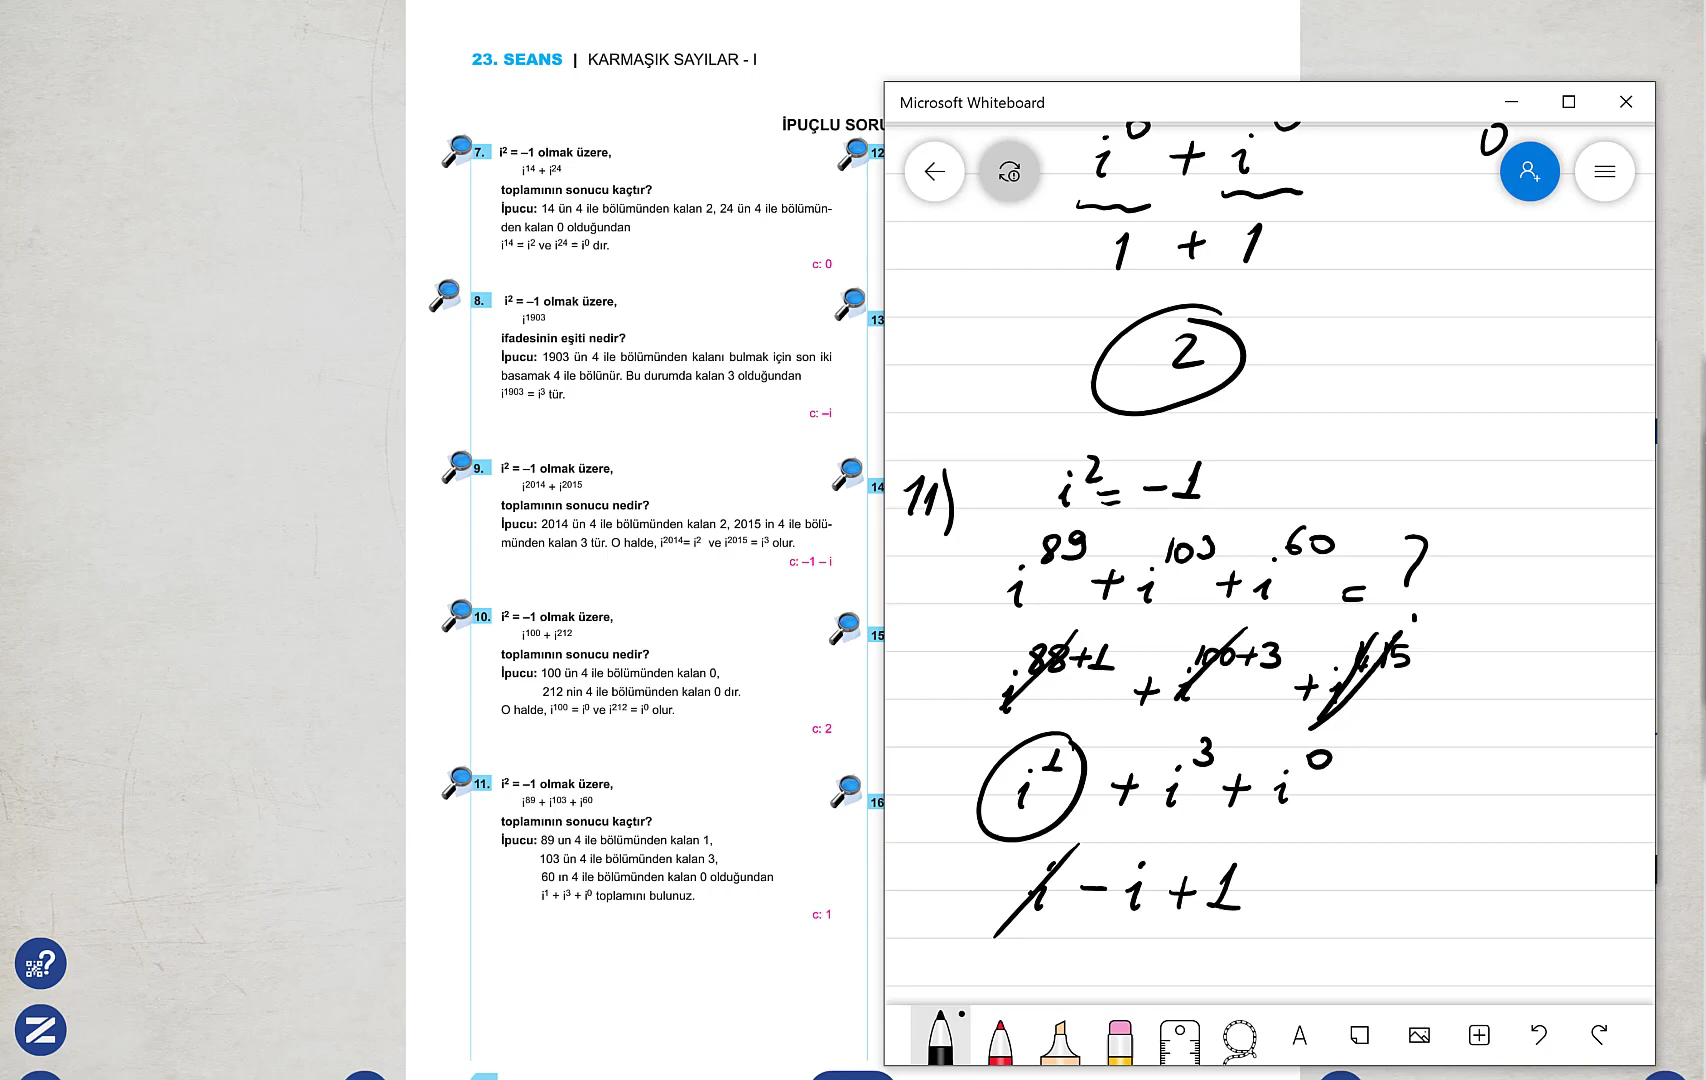 23. SEANS | KARMAŞIK SAYILAR - I
İPUÇLU SORU
7. i² = –1 olmak üzere,
i¹⁴ + i²⁴
toplamının sonucu kaçtır?
İpucu: 14 ün 4 ile bölümünden kalan 2, 24 ün 4 ile bölümün-
den kalan 0 olduğundan
i¹⁴ = i² ve i²⁴ = i⁰ dır.
c: 0
8. i² = –1 olmak üzere,
i¹⁹⁰³
ifadesinin eşiti nedir?
İpucu: 1903 ün 4 ile bölümünden kalanı bulmak için son iki
basamak 4 ile bölünür. Bu durumda kalan 3 olduğundan
i¹⁹⁰³ = i³ tür.
c: –i
9. i² = –1 olmak üzere,
i²⁰¹⁴ + i²⁰¹⁵
toplamının sonucu nedir?
İpucu: 2014 ün 4 ile bölümünden kalan 2, 2015 in 4 ile bölü-
münden kalan 3 tür. O halde, i²⁰¹⁴= i² ve i²⁰¹⁵ = i³ olur.
c: –1 – i
10. i² = –1 olmak üzere,
i¹⁰⁰ + i²¹²
toplamının sonucu nedir?
İpucu: 100 ün 4 ile bölümünden kalan 0,
212 nin 4 ile bölümünden kalan 0 dır.
O halde, i¹⁰⁰ = i⁰ ve i²¹² = i⁰ olur.
c: 2
11. i² = –1 olmak üzere,
i⁸⁹ + i¹⁰³ + i⁶⁰
toplamının sonucu kaçtır?
İpucu: 89 un 4 ile bölümünden kalan 1,
103 ün 4 ile bölümünden kalan 3,
60 ın 4 ile bölümünden kalan 0 olduğundan
i¹ + i³ + i⁰ toplamını bulunuz.
c: 1
12
13
14
15
16
Microsoft Whiteboard
i⁰ + i⁰
0
1 + 1
2
11) i² = -1
i⁸⁹ + i¹⁰³ + i⁶⁰ = ?
i⁸⁸⁺¹ + i¹⁰⁰⁺³ + i
i¹ + i³ + i⁰
i - i + 1